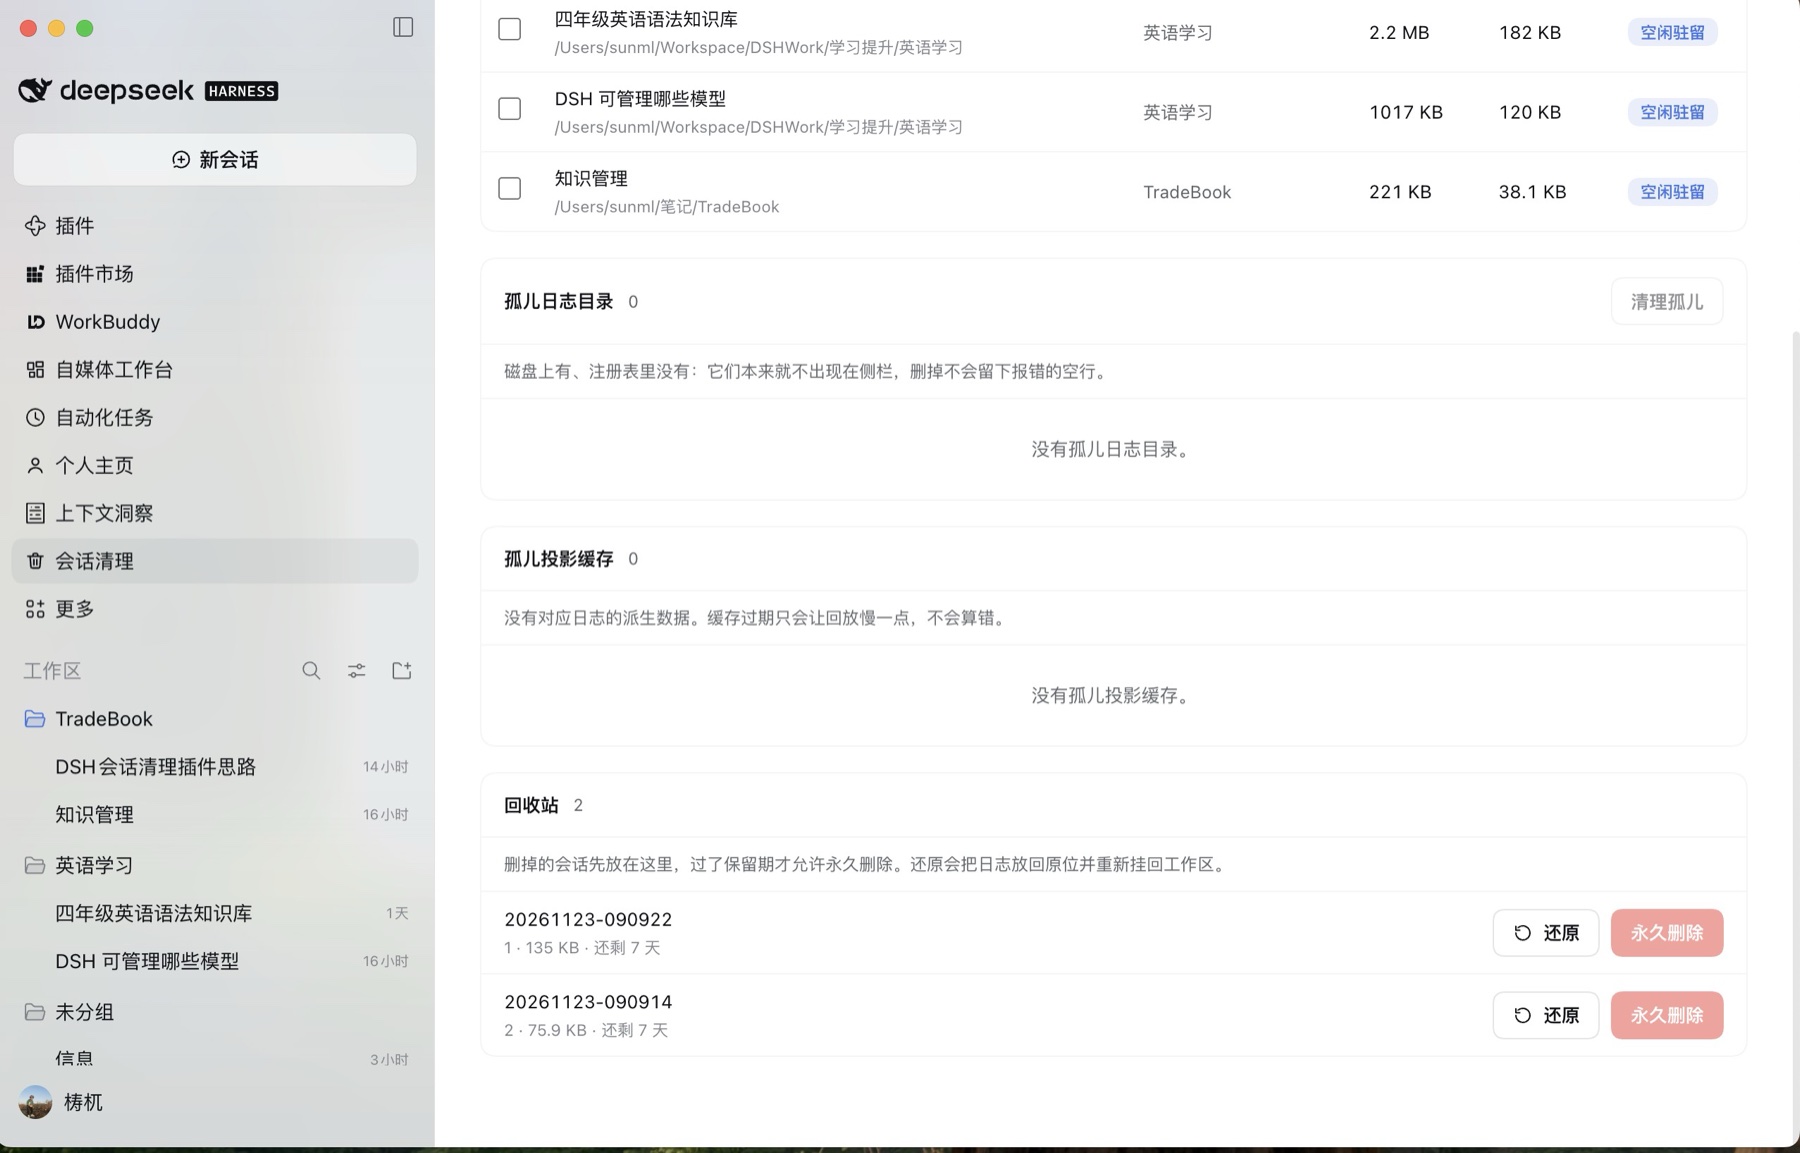 deepseek HARNESS
新会话
插件
插件市场
WorkBuddy
自媒体工作台
自动化任务
个人主页
上下文洞察
会话清理
更多
工作区
TradeBook
DSH会话清理插件思路 14小时
知识管理 16小时
英语学习
四年级英语语法知识库 1天
DSH 可管理哪些模型 16小时
未分组
信息 3小时
梼杌
四年级英语语法知识库
/Users/sunml/Workspace/DSHWork/学习提升/英语学习
英语学习 2.2 MB 182 KB 空闲驻留
DSH 可管理哪些模型
/Users/sunml/Workspace/DSHWork/学习提升/英语学习
英语学习 1017 KB 120 KB 空闲驻留
知识管理
/Users/sunml/笔记/TradeBook
TradeBook 221 KB 38.1 KB 空闲驻留
孤儿日志目录 0 清理孤儿
磁盘上有、注册表里没有：它们本来就不出现在侧栏，删掉不会留下报错的空行。
没有孤儿日志目录。
孤儿投影缓存 0
没有对应日志的派生数据。缓存过期只会让回放慢一点，不会算错。
没有孤儿投影缓存。
回收站 2
删掉的会话先放在这里，过了保留期才允许永久删除。还原会把日志放回原位并重新挂回工作区。
20261123-090922
1 · 135 KB · 还剩 7 天
还原 永久删除
20261123-090914
2 · 75.9 KB · 还剩 7 天
还原 永久删除